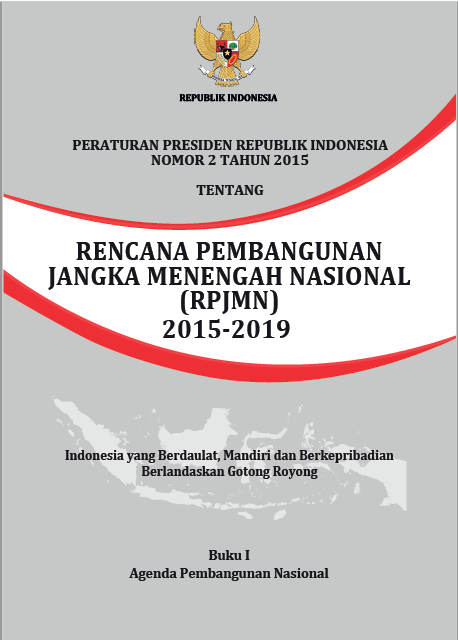 REPUBLIK INDONESIA
PERATURAN PRESIDEN REPUBLIK INDONESIA
NOMOR 2 TAHUN 2015
TENTANG
RENCANA PEMBANGUNAN
JANGKA MENENGAH NASIONAL
(RPJMN)
2015-2019
Indonesia yang Berdaulat, Mandiri dan Berkepribadian
Berlandaskan Gotong Royong
Buku I
Agenda Pembangunan Nasional